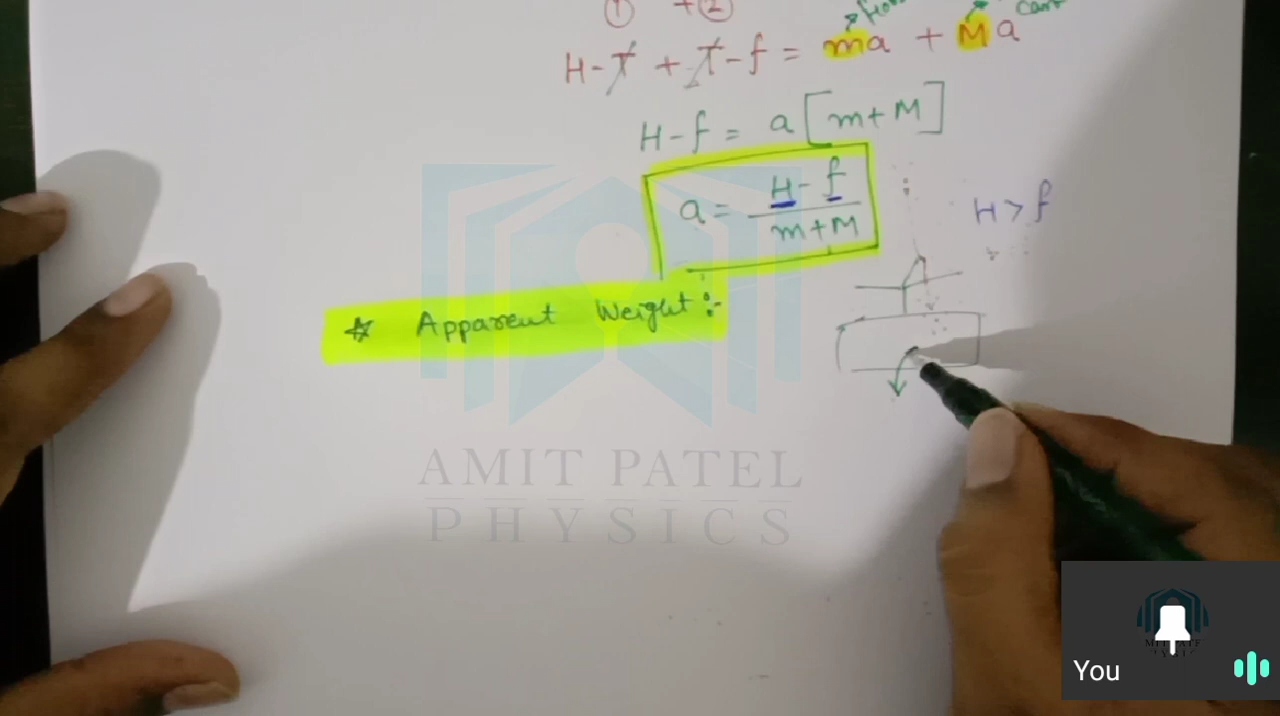 ① + ②
H - T + T - f = ma + Ma
H - f = a [m + M]
a = H - f / m + M
H > f
☆ Apparent Weight :-
AMIT PATEL
PHYSICS
You